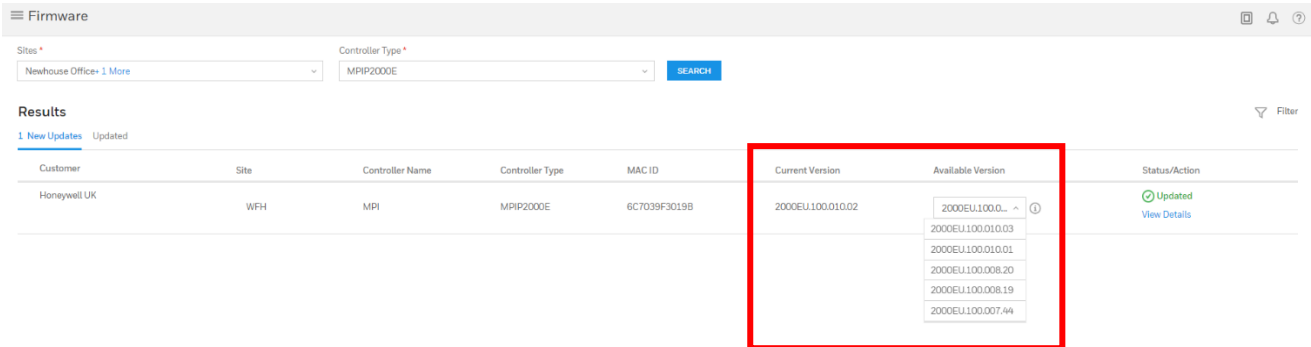 Firmware
Sites * Controller Type *
Newhouse Office+ 1 More MPIP2000E SEARCH
Results Filter
1 New Updates Updated
Customer Site Controller Name Controller Type MAC ID Current Version Available Version Status/Action
Honeywell UK WFH MPI MPIP2000E 6C7039F3019B 2000EU.100.010.02 2000EU.100.0... Updated
View Details
2000EU.100.010.03
2000EU.100.010.01
2000EU.100.008.20
2000EU.100.008.19
2000EU.100.007.44